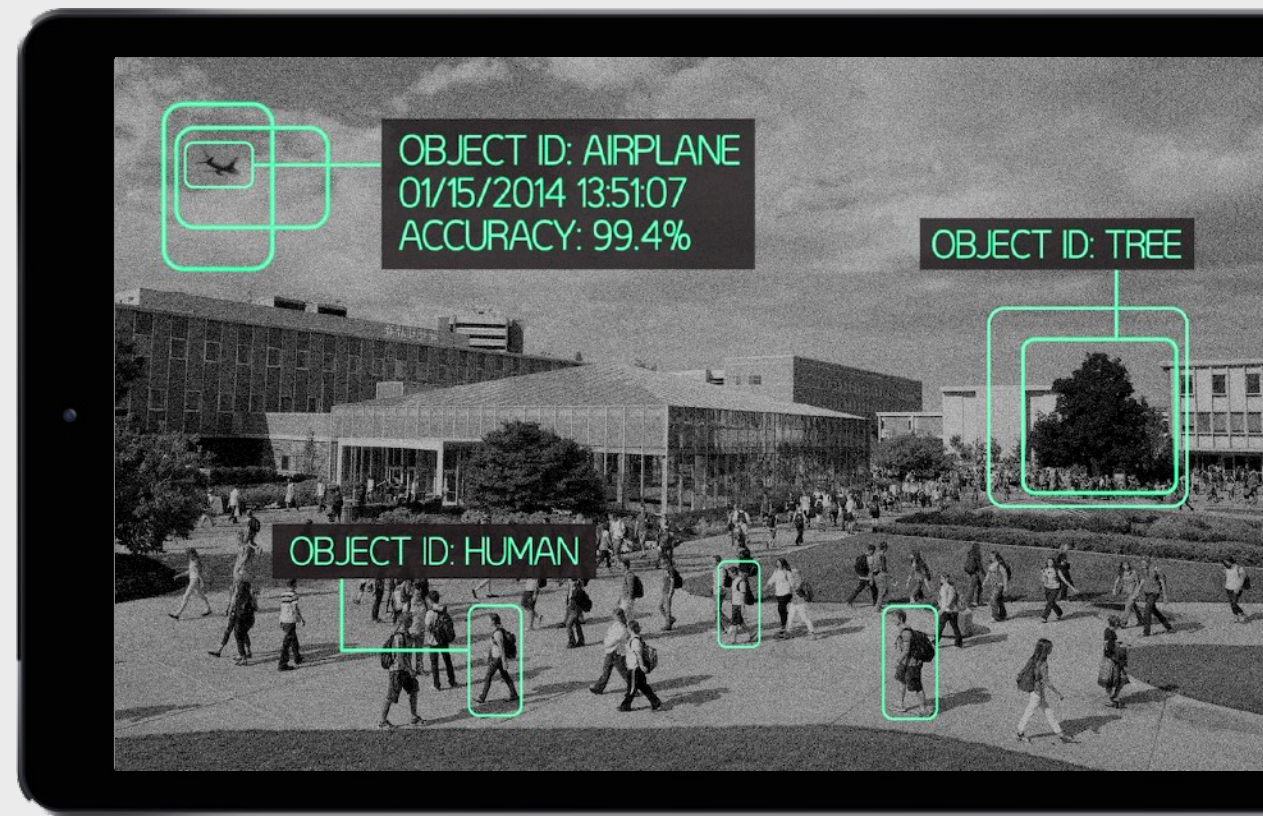 OBJECT ID: AIRPLANE
01/15/2014 13:51:07
ACCURACY: 99.4%
OBJECT ID: TREE
OBJECT ID: HUMAN